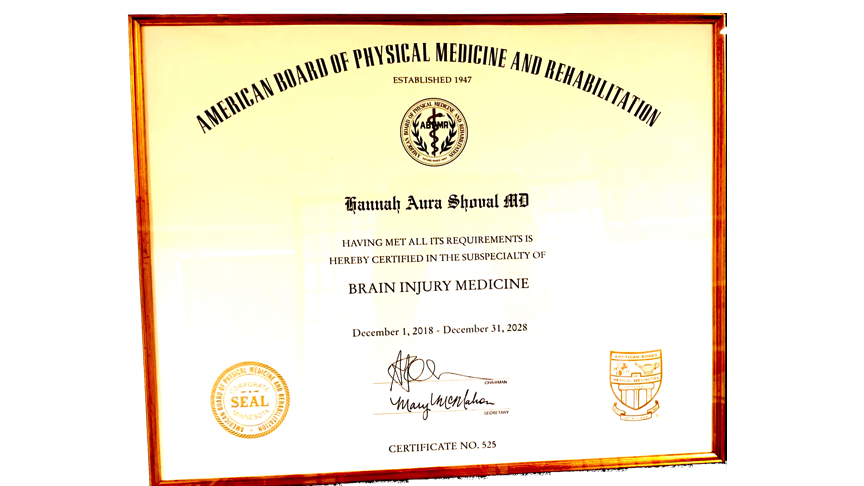 AMERICAN BOARD OF PHYSICAL MEDICINE AND REHABILITATION
ESTABLISHED 1947
AMERICAN BOARD OF PHYSICAL MEDICINE AND REHABILITATION
ABPMR
ESTABLISHED 1947
Hannah Aura Shoval MD
HAVING MET ALL ITS REQUIREMENTS IS
HEREBY CERTIFIED IN THE SUBSPECIALTY OF
BRAIN INJURY MEDICINE
December 1, 2018 - December 31, 2028
CHAIRMAN
Mary McMahon
SECRETARY
AMERICAN BOARD OF PHYSICAL MEDICINE AND REHABILITATION
CORPORATE
SEAL
MINNESOTA
AMERICAN BOARD
MEDICAL SPECIALTIES
CERTIFICATE NO. 525